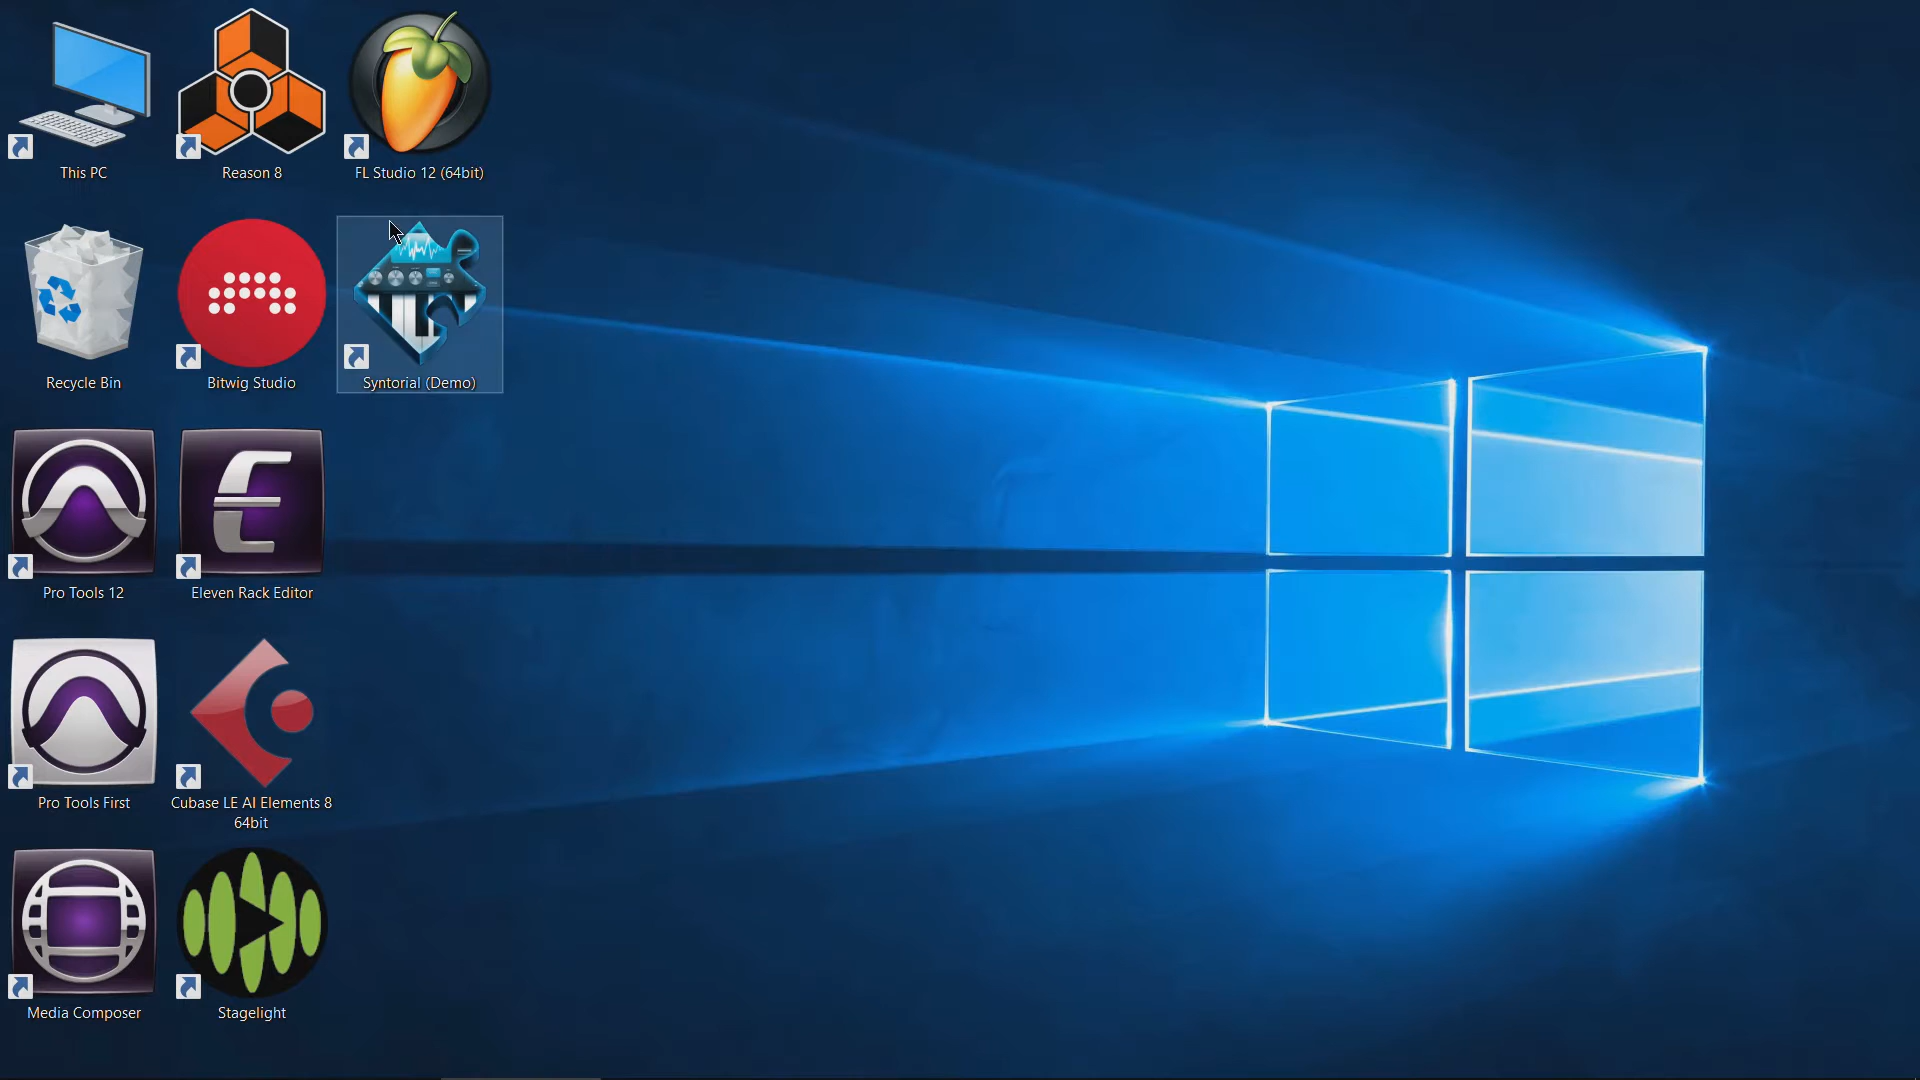 This PC
Reason 8
FL Studio 12 (64bit)
Recycle Bin
Bitwig Studio
Syntorial (Demo)
Pro Tools 12
Eleven Rack Editor
Pro Tools First
Cubase LE AI Elements 8
64bit
Media Composer
Stagelight